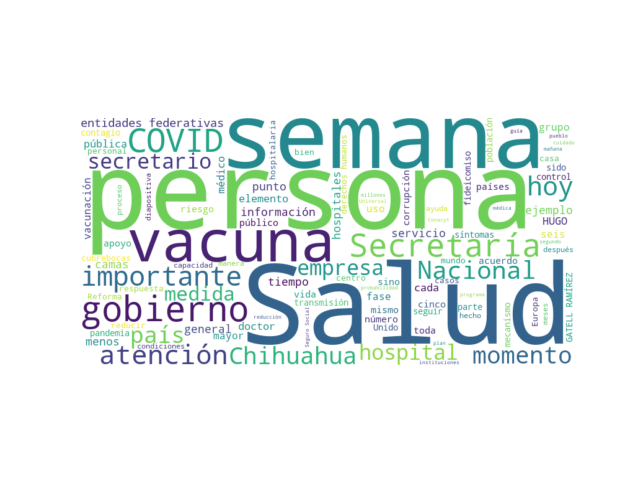 entidades federativas
contagio
pública
personal
COVID
semana
hospitalaria
bien
guía
grupo
pueblo
cuidado
mañana
población
secretario
médico
persona
derechos humanos
casa
sido
control
fideicomiso
países
hoy
vacunación
proceso
diapositiva
riesgo
punto
elemento
información
público
hospitales
millones
Universal
uso
corrupción
ayuda
Conacyt
médica
ejemplo
HUGO
apoyo
vacuna
Secretaría
servicio
síntomas
seis
segundo
después
cubrebocas
camas
capacidad
manera
empresa
centro
sino
Nacional
acuerdo
casos
importante
tiempo
probabilidad
cada
programa
Reforma
respuesta
medida
vida
transmisión
fase
cinco
parte
hecho
mecanismo
Europa
meses
GATELL RAMÍREZ
gobierno
Salud
mismo
número
Unido
seguir
toda
reducir
pandemia
menos
país
general
mayor
doctor
reducción
Seguro Social
plan
mundo
condiciones
atención
Chihuahua
hospital
instituciones
momento